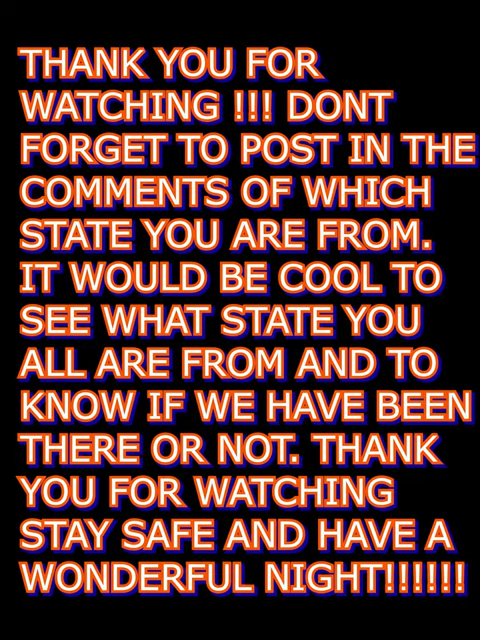 THANK YOU FOR
WATCHING !!! DONT
FORGET TO POST IN THE
COMMENTS OF WHICH
STATE YOU ARE FROM.
IT WOULD BE COOL TO
SEE WHAT STATE YOU
ALL ARE FROM AND TO
KNOW IF WE HAVE BEEN
THERE OR NOT. THANK
YOU FOR WATCHING
STAY SAFE AND HAVE A
WONDERFUL NIGHT!!!!!!